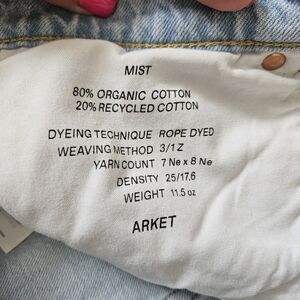 MIST
80% ORGANIC COTTON
20% RECYCLED COTTON
DYEING TECHNIQUE ROPE DYED
WEAVING METHOD 3/1 Z
YARN COUNT 7 Ne x 8 Ne
DENSITY 25/17,6
WEIGHT 11.5 oz
ARKET